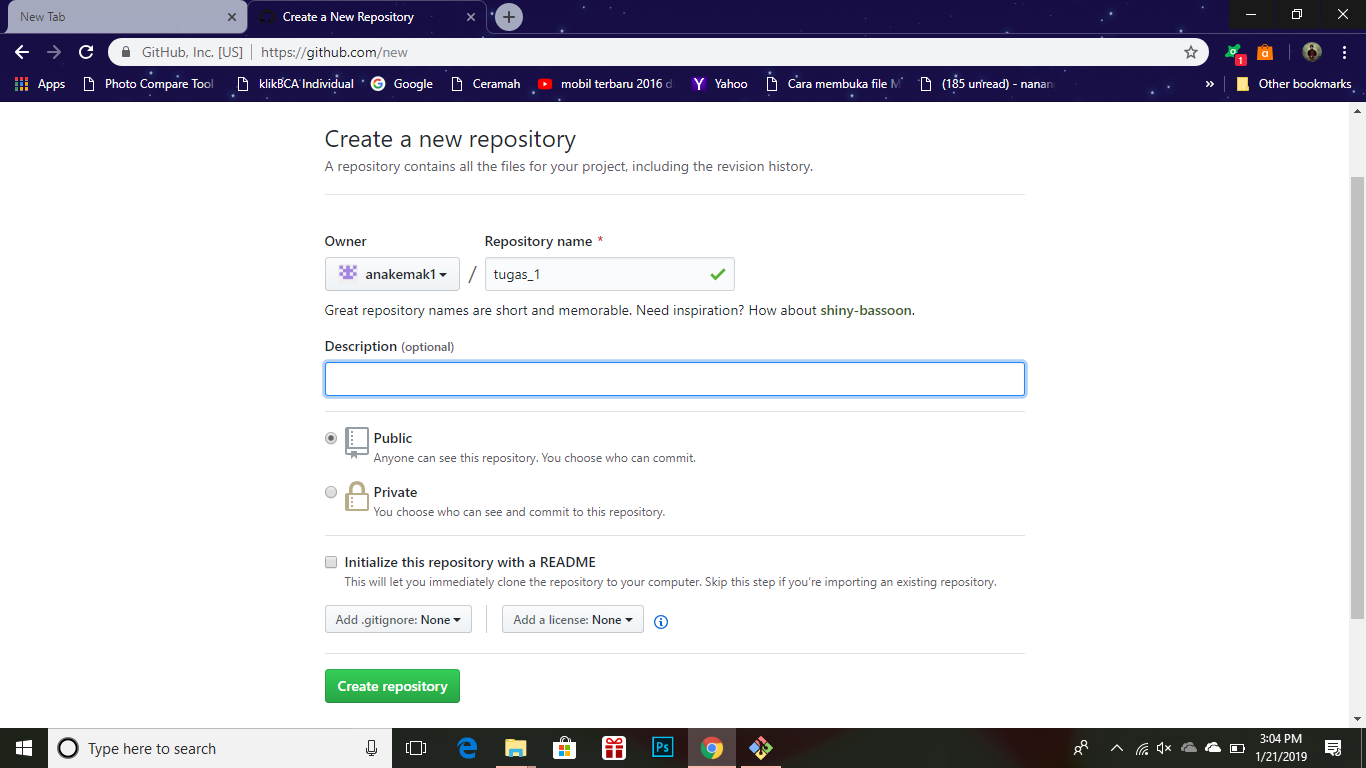 New Tab
Create a New Repository
GitHub, Inc. [US]
https://github.com/new
1
Apps
Photo Compare Tool
klikBCA Individual
Google
Ceramah
mobil terbaru 2016 d
Yahoo
Cara membuka file M
(185 unread) - nanan
»
Other bookmarks
Create a new repository
A repository contains all the files for your project, including the revision history.
Owner
Repository name *
anakemak1
/
tugas_1
Great repository names are short and memorable. Need inspiration? How about shiny-bassoon.
Description (optional)
Public
Anyone can see this repository. You choose who can commit.
Private
You choose who can see and commit to this repository.
Initialize this repository with a README
This will let you immediately clone the repository to your computer. Skip this step if you're importing an existing repository.
Add .gitignore: None
Add a license: None
Create repository
Type here to search
Ps
3:04 PM
1/21/2019